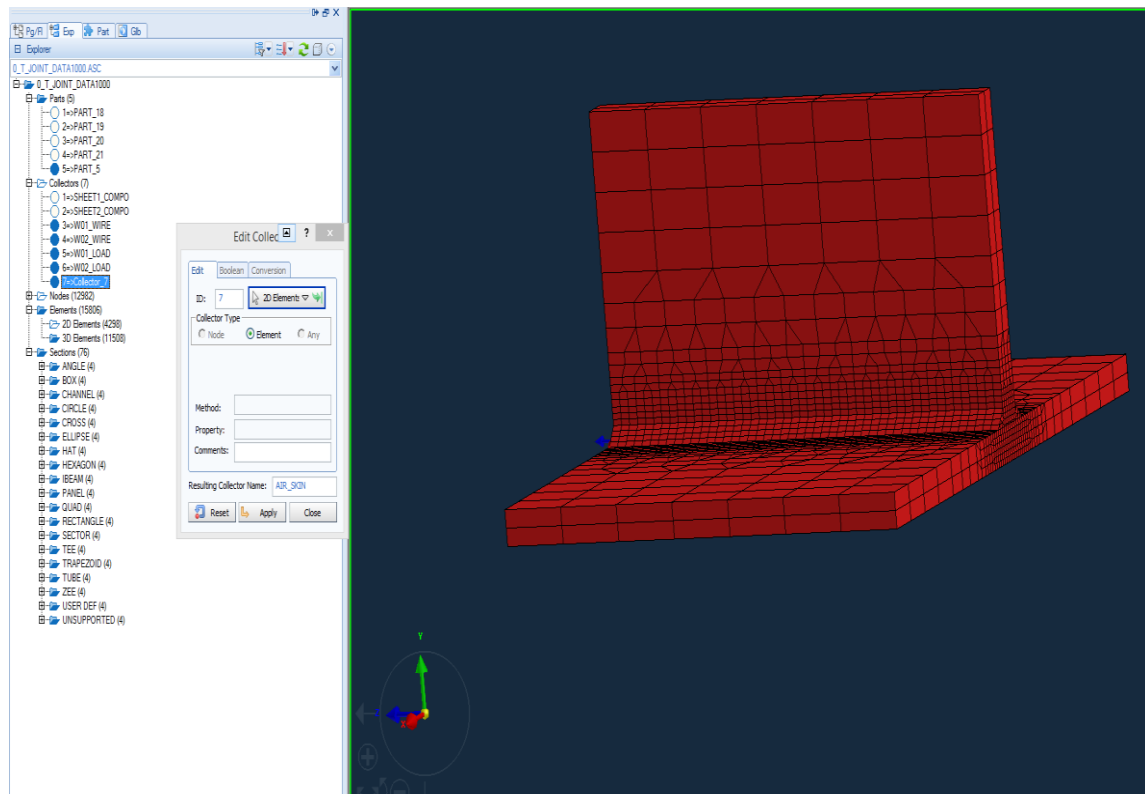 Pg/Fl Exp Part Glb
Explorer
0_T_JOINT_DATA1000.ASC
0_T_JOINT_DATA1000
Parts (5)
1=>PART_18
2=>PART_19
3=>PART_20
4=>PART_21
5=>PART_5
Collectors (7)
1=>SHEET1_COMPO
2=>SHEET2_COMPO
3=>W01_WIRE
4=>W02_WIRE
5=>W01_LOAD
6=>W02_LOAD
7=>Collector_7
Nodes (12982)
Elements (15806)
2D Elements (4298)
3D Elements (11508)
Sections (76)
ANGLE (4)
BOX (4)
CHANNEL (4)
CIRCLE (4)
CROSS (4)
ELLIPSE (4)
HAT (4)
HEXAGON (4)
IBEAM (4)
PANEL (4)
QUAD (4)
RECTANGLE (4)
SECTOR (4)
TEE (4)
TRAPEZOID (4)
TUBE (4)
ZEE (4)
USER DEF (4)
UNSUPPORTED (4)
Edit Collec ? x
Edit Boolean Conversion
ID: 7 2D Elements
Collector Type
Node Element Any
Method:
Property:
Comments:
Resulting Collector Name: AIR_SKIN
Reset Apply Close
Y
X